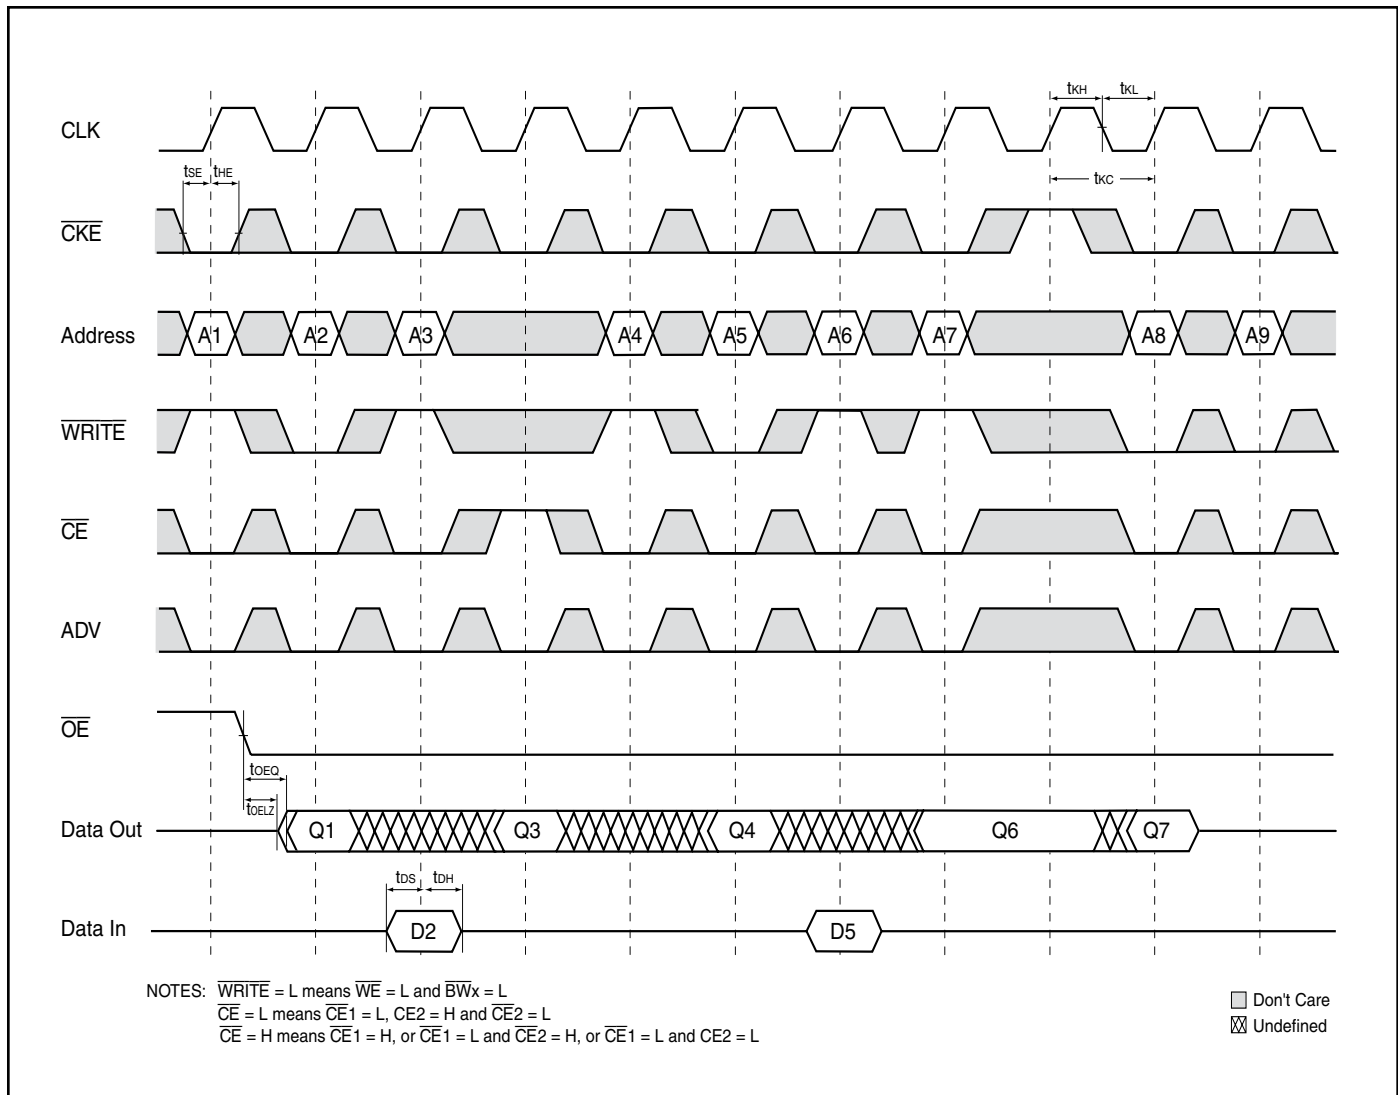 tKH tKL
CLK
tSE tHE
tKC
CKE
Address A1 A2 A3 A4 A5 A6 A7 A8 A9
WRITE
CE
ADV
OE
tOEQ
tOELZ
Data Out Q1 Q3 Q4 Q6 Q7
tDS tDH
Data In D2 D5
NOTES: WRITE = L means WE = L and BWx = L
CE = L means CE1 = L, CE2 = H and CE2 = L
CE = H means CE1 = H, or CE1 = L and CE2 = H, or CE1 = L and CE2 = L
Don't Care
Undefined